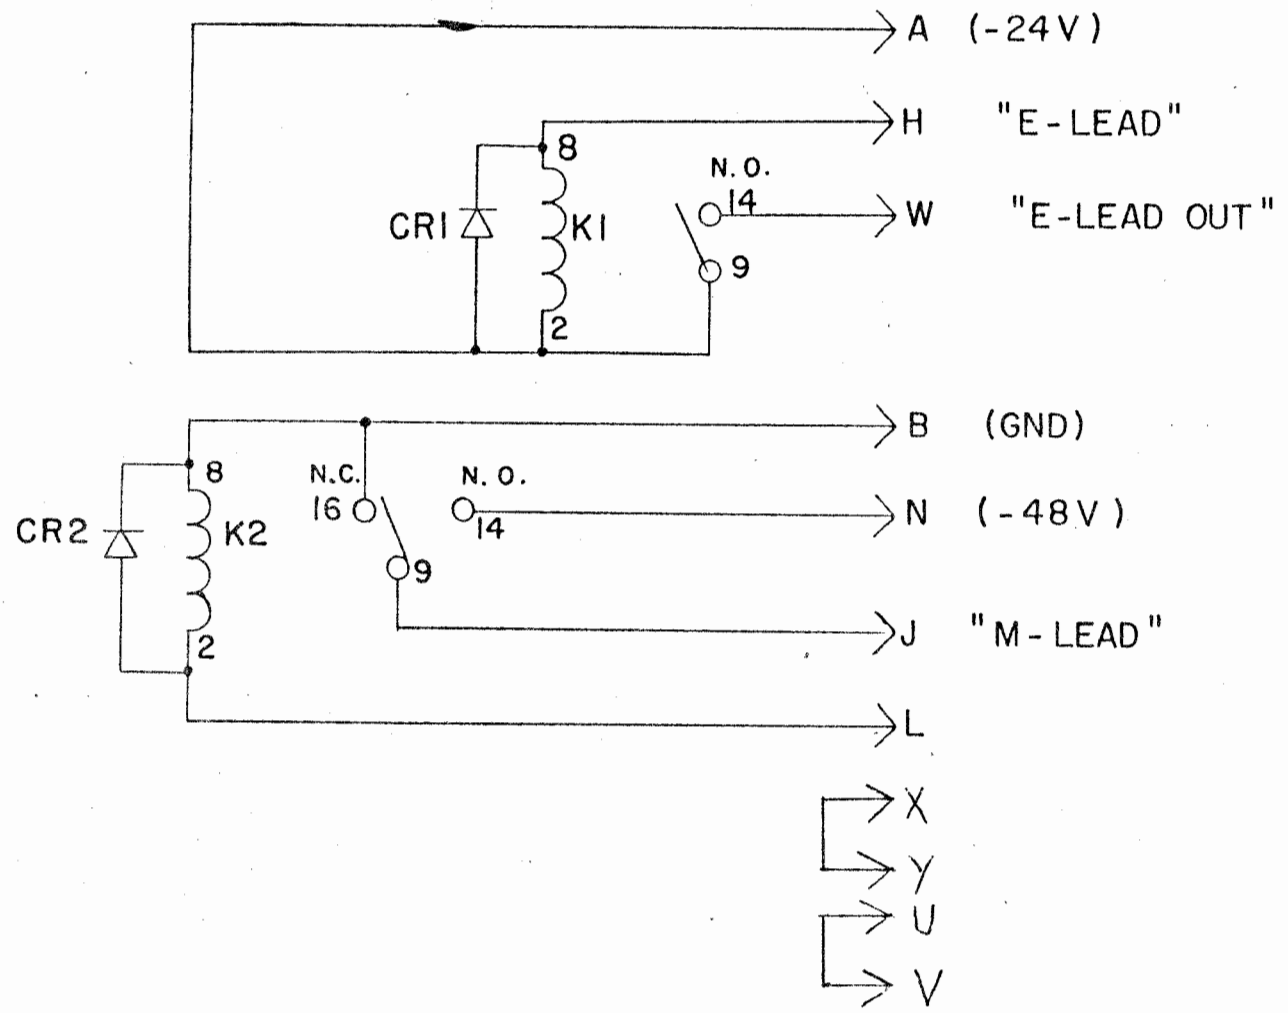 A (-24V)
H "E-LEAD"
8
N.O.
14
W "E-LEAD OUT"
CR1
K1
9
2
B (GND)
8
N.C.
N.O.
16
14
N (-48V)
CR2
K2
9
J "M-LEAD"
2
L
X
Y
U
V